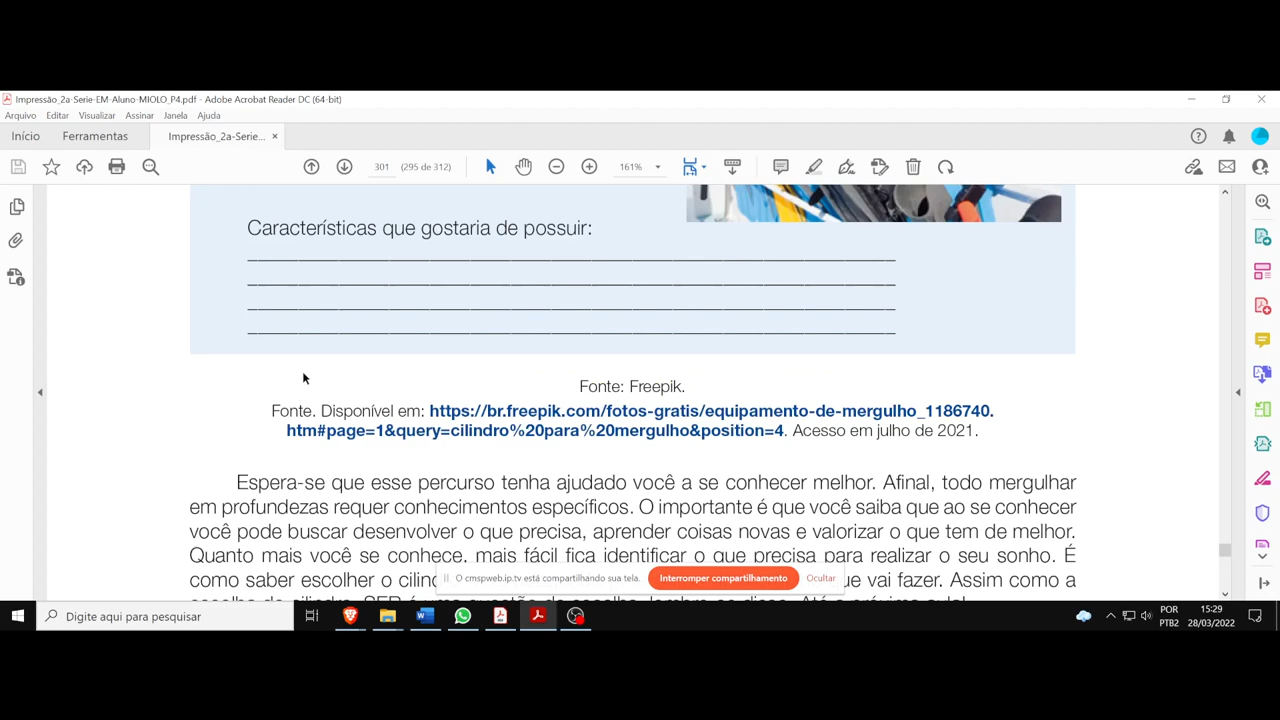 Impressão_2a-Serie-EM-Aluno-MIOLO_P4.pdf - Adobe Acrobat Reader DC (64-bit)
Arquivo Editar Visualizar Assinar Janela Ajuda
Início Ferramentas Impressão_2a-Serie... ×
301 (295 de 312) 161%
Características que gostaria de possuir:
Fonte: Freepik.
Fonte. Disponível em: https://br.freepik.com/fotos-gratis/equipamento-de-mergulho_1186740.
htm#page=1&query=cilindro%20para%20mergulho&position=4. Acesso em julho de 2021.
Espera-se que esse percurso tenha ajudado você a se conhecer melhor. Afinal, todo mergulhar
em profundezas requer conhecimentos específicos. O importante é que você saiba que ao se conhecer
você pode buscar desenvolver o que precisa, aprender coisas novas e valorizar o que tem de melhor.
Quanto mais você se conhece, mais fácil fica identificar o que precisa para realizar o seu sonho. É
como saber escolher o cilind ue vai fazer. Assim como a
O cmspweb.ip.tv está compartilhando sua tela. Interromper compartilhamento Ocultar
Digite aqui para pesquisar
POR 15:29
PTB2 28/03/2022